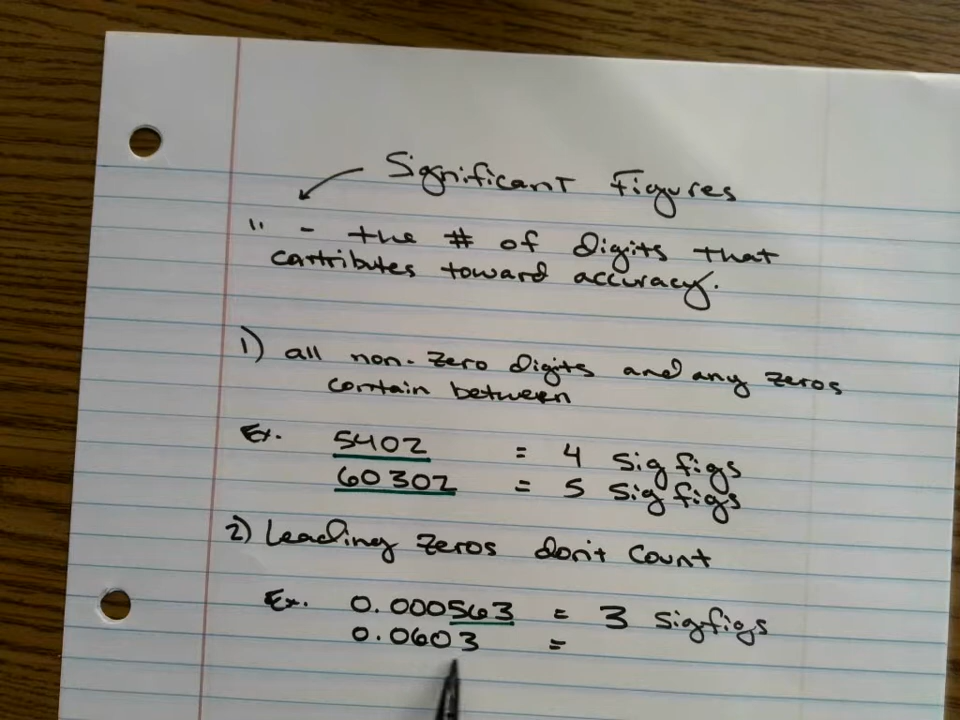 Significant Figures
" - the # of digits that
cartributes toward accuracy.
1) all non-zero digits and any zeros
contain between
Ex. 5402 = 4 Sig figs
60302 = 5 Sig figs
2) Leading zeros don't count
Ex. 0.000563 = 3 Sigfigs
0.0603 =